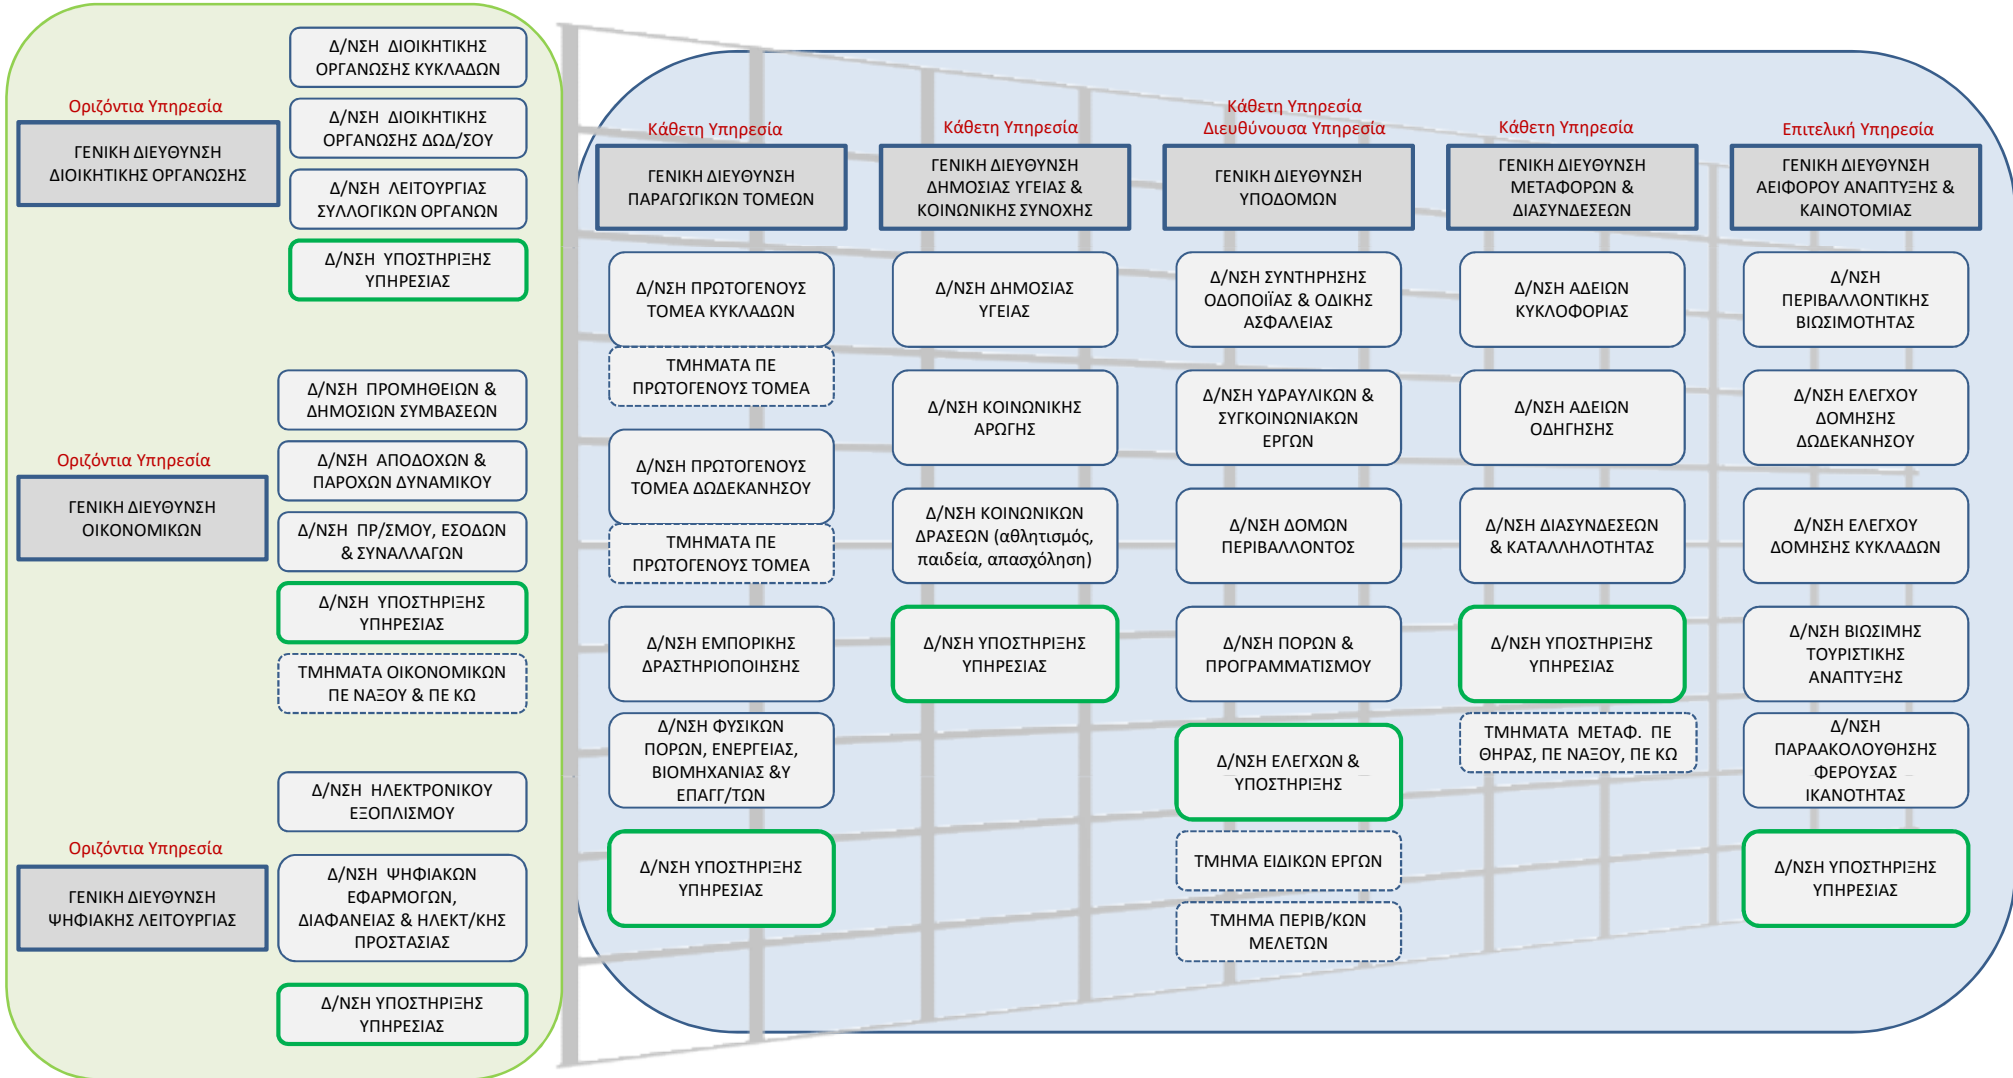 Οριζόντια Υπηρεσία
ΓΕΝΙΚΗ ΔΙΕΥΘΥΝΣΗ
ΔΙΟΙΚΗΤΙΚΗΣ ΟΡΓΑΝΩΣΗΣ
Δ/ΝΣΗ ΔΙΟΙΚΗΤΙΚΗΣ
ΟΡΓΑΝΩΣΗΣ ΚΥΚΛΑΔΩΝ
Δ/ΝΣΗ ΔΙΟΙΚΗΤΙΚΗΣ
ΟΡΓΑΝΩΣΗΣ ΔΩΔ/ΣΟΥ
Δ/ΝΣΗ ΛΕΙΤΟΥΡΓΙΑΣ
ΣΥΛΛΟΓΙΚΩΝ ΟΡΓΑΝΩΝ
Δ/ΝΣΗ ΥΠΟΣΤΗΡΙΞΗΣ
ΥΠΗΡΕΣΙΑΣ
Οριζόντια Υπηρεσία
ΓΕΝΙΚΗ ΔΙΕΥΘΥΝΣΗ
ΟΙΚΟΝΟΜΙΚΩΝ
Δ/ΝΣΗ ΠΡΟΜΗΘΕΙΩΝ &
ΔΗΜΟΣΙΩΝ ΣΥΜΒΑΣΕΩΝ
Δ/ΝΣΗ ΑΠΟΔΟΧΩΝ &
ΠΑΡΟΧΩΝ ΔΥΝΑΜΙΚΟΥ
Δ/ΝΣΗ ΠΡ/ΣΜΟΥ, ΕΣΟΔΩΝ
& ΣΥΝΑΛΛΑΓΩΝ
Δ/ΝΣΗ ΥΠΟΣΤΗΡΙΞΗΣ
ΥΠΗΡΕΣΙΑΣ
ΤΜΗΜΑΤΑ ΟΙΚΟΝΟΜΙΚΩΝ
ΠΕ ΝΑΞΟΥ & ΠΕ ΚΩ
Οριζόντια Υπηρεσία
ΓΕΝΙΚΗ ΔΙΕΥΘΥΝΣΗ
ΨΗΦΙΑΚΗΣ ΛΕΙΤΟΥΡΓΙΑΣ
Δ/ΝΣΗ ΗΛΕΚΤΡΟΝΙΚΟΥ
ΕΞΟΠΛΙΣΜΟΥ
Δ/ΝΣΗ ΨΗΦΙΑΚΩΝ
ΕΦΑΡΜΟΓΩΝ,
ΔΙΑΦΑΝΕΙΑΣ & ΗΛΕΚΤ/ΚΗΣ
ΠΡΟΣΤΑΣΙΑΣ
Δ/ΝΣΗ ΥΠΟΣΤΗΡΙΞΗΣ
ΥΠΗΡΕΣΙΑΣ
Κάθετη Υπηρεσία
ΓΕΝΙΚΗ ΔΙΕΥΘΥΝΣΗ
ΠΑΡΑΓΩΓΙΚΩΝ ΤΟΜΕΩΝ
Δ/ΝΣΗ ΠΡΩΤΟΓΕΝΟΥΣ
ΤΟΜΕΑ ΚΥΚΛΑΔΩΝ
ΤΜΗΜΑΤΑ ΠΕ
ΠΡΩΤΟΓΕΝΟΥΣ ΤΟΜΕΑ
Δ/ΝΣΗ ΠΡΩΤΟΓΕΝΟΥΣ
ΤΟΜΕΑ ΔΩΔΕΚΑΝΗΣΟΥ
ΤΜΗΜΑΤΑ ΠΕ
ΠΡΩΤΟΓΕΝΟΥΣ ΤΟΜΕΑ
Δ/ΝΣΗ ΕΜΠΟΡΙΚΗΣ
ΔΡΑΣΤΗΡΙΟΠΟΙΗΣΗΣ
Δ/ΝΣΗ ΦΥΣΙΚΩΝ
ΠΟΡΩΝ, ΕΝΕΡΓΕΙΑΣ,
ΒΙΟΜΗΧΑΝΙΑΣ &Υ
ΕΠΑΓΓ/ΤΩΝ
Δ/ΝΣΗ ΥΠΟΣΤΗΡΙΞΗΣ
ΥΠΗΡΕΣΙΑΣ
Κάθετη Υπηρεσία
ΓΕΝΙΚΗ ΔΙΕΥΘΥΝΣΗ
ΔΗΜΟΣΙΑΣ ΥΓΕΙΑΣ &
ΚΟΙΝΩΝΙΚΗΣ ΣΥΝΟΧΗΣ
Δ/ΝΣΗ ΔΗΜΟΣΙΑΣ
ΥΓΕΙΑΣ
Δ/ΝΣΗ ΚΟΙΝΩΝΙΚΗΣ
ΑΡΩΓΗΣ
Δ/ΝΣΗ ΚΟΙΝΩΝΙΚΩΝ
ΔΡΑΣΕΩΝ (αθλητισμός,
παιδεία, απασχόληση)
Δ/ΝΣΗ ΥΠΟΣΤΗΡΙΞΗΣ
ΥΠΗΡΕΣΙΑΣ
Κάθετη Υπηρεσία
Διευθύνουσα Υπηρεσία
ΓΕΝΙΚΗ ΔΙΕΥΘΥΝΣΗ
ΥΠΟΔΟΜΩΝ
Δ/ΝΣΗ ΣΥΝΤΗΡΗΣΗΣ
ΟΔΟΠΟΙΪΑΣ & ΟΔΙΚΗΣ
ΑΣΦΑΛΕΙΑΣ
Δ/ΝΣΗ ΥΔΡΑΥΛΙΚΩΝ &
ΣΥΓΚΟΙΝΩΝΙΑΚΩΝ
ΕΡΓΩΝ
Δ/ΝΣΗ ΔΟΜΩΝ
ΠΕΡΙΒΑΛΛΟΝΤΟΣ
Δ/ΝΣΗ ΠΟΡΩΝ &
ΠΡΟΓΡΑΜΜΑΤΙΣΜΟΥ
Δ/ΝΣΗ ΕΛΕΓΧΩΝ &
ΥΠΟΣΤΗΡΙΞΗΣ
ΤΜΗΜΑ ΕΙΔΙΚΩΝ ΕΡΓΩΝ
ΤΜΗΜΑ ΠΕΡΙΒ/ΚΩΝ
ΜΕΛΕΤΩΝ
Κάθετη Υπηρεσία
ΓΕΝΙΚΗ ΔΙΕΥΘΥΝΣΗ
ΜΕΤΑΦΟΡΩΝ &
ΔΙΑΣΥΝΔΕΣΕΩΝ
Δ/ΝΣΗ ΑΔΕΙΩΝ
ΚΥΚΛΟΦΟΡΙΑΣ
Δ/ΝΣΗ ΑΔΕΙΩΝ
ΟΔΗΓΗΣΗΣ
Δ/ΝΣΗ ΔΙΑΣΥΝΔΕΣΕΩΝ
& ΚΑΤΑΛΛΗΛΟΤΗΤΑΣ
Δ/ΝΣΗ ΥΠΟΣΤΗΡΙΞΗΣ
ΥΠΗΡΕΣΙΑΣ
ΤΜΗΜΑΤΑ ΜΕΤΑΦ. ΠΕ
ΘΗΡΑΣ, ΠΕ ΝΑΞΟΥ, ΠΕ ΚΩ
Επιτελική Υπηρεσία
ΓΕΝΙΚΗ ΔΙΕΥΘΥΝΣΗ
ΑΕΙΦΟΡΟΥ ΑΝΑΠΤΥΞΗΣ &
ΚΑΙΝΟΤΟΜΙΑΣ
Δ/ΝΣΗ
ΠΕΡΙΒΑΛΛΟΝΤΙΚΗΣ
ΒΙΩΣΙΜΟΤΗΤΑΣ
Δ/ΝΣΗ ΕΛΕΓΧΟΥ
ΔΟΜΗΣΗΣ
ΔΩΔΕΚΑΝΗΣΟΥ
Δ/ΝΣΗ ΕΛΕΓΧΟΥ
ΔΟΜΗΣΗΣ ΚΥΚΛΑΔΩΝ
Δ/ΝΣΗ ΒΙΩΣΙΜΗΣ
ΤΟΥΡΙΣΤΙΚΗΣ
ΑΝΑΠΤΥΞΗΣ
Δ/ΝΣΗ
ΠΑΡΑΑΚΟΛΟΥΘΗΣΗΣ
ΦΕΡΟΥΣΑΣ
ΙΚΑΝΟΤΗΤΑΣ
Δ/ΝΣΗ ΥΠΟΣΤΗΡΙΞΗΣ
ΥΠΗΡΕΣΙΑΣ